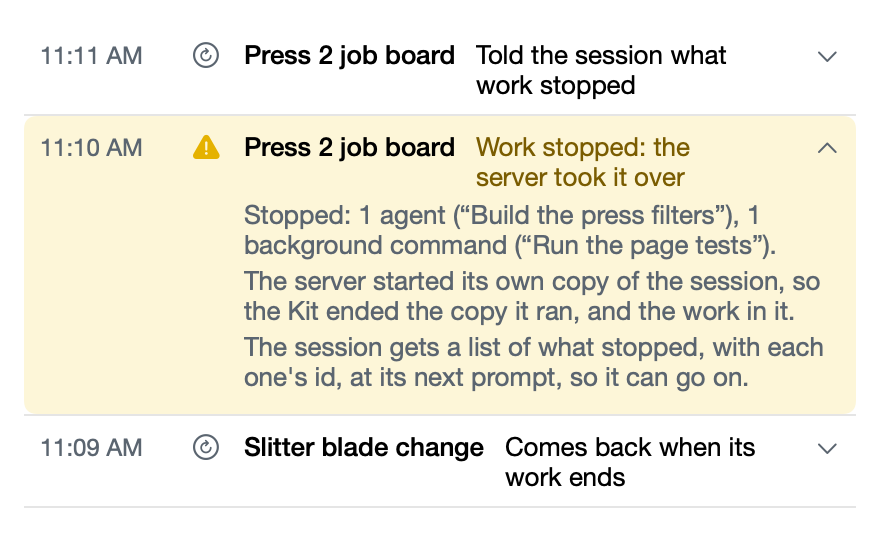 11:11 AM Press 2 job board Told the session what
work stopped
11:10 AM Press 2 job board Work stopped: the
server took it over
Stopped: 1 agent (“Build the press filters”), 1
background command (“Run the page tests”).
The server started its own copy of the session, so
the Kit ended the copy it ran, and the work in it.
The session gets a list of what stopped, with each
one's id, at its next prompt, so it can go on.
11:09 AM Slitter blade change Comes back when its
work ends